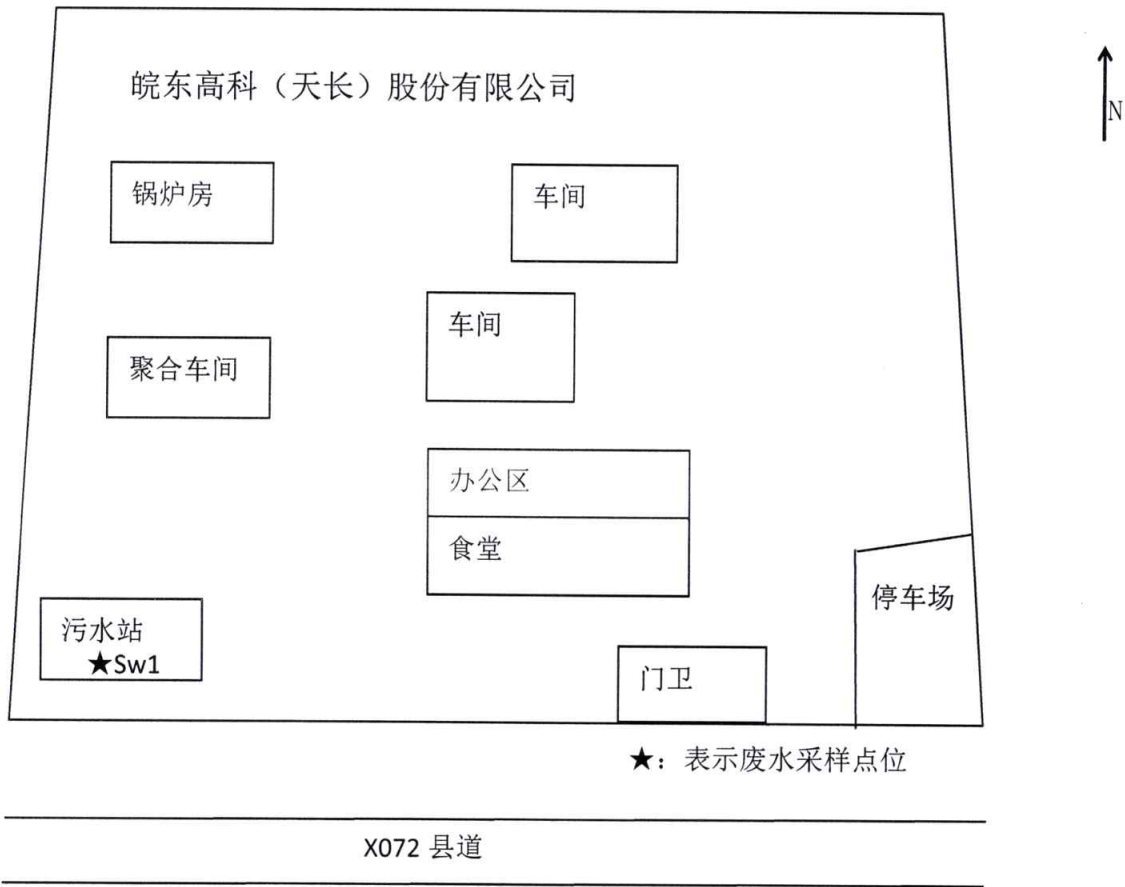 皖东高科（天长）股份有限公司
N
锅炉房
车间
车间
聚合车间
办公区
食堂
停车场
污水站
★Sw1
门卫
★：表示废水采样点位
X072 县道